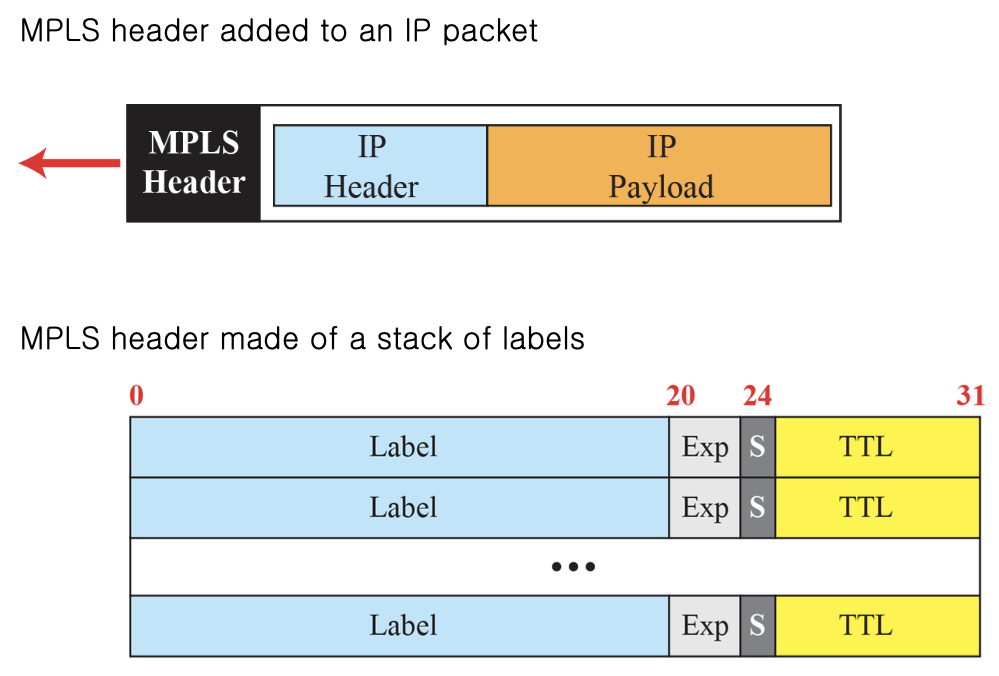 MPLS header added to an IP packet
MPLS
Header
IP
Header
IP
Payload
MPLS header made of a stack of labels
0 20 24 31
Label Exp S TTL
Label Exp S TTL
•••
Label Exp S TTL